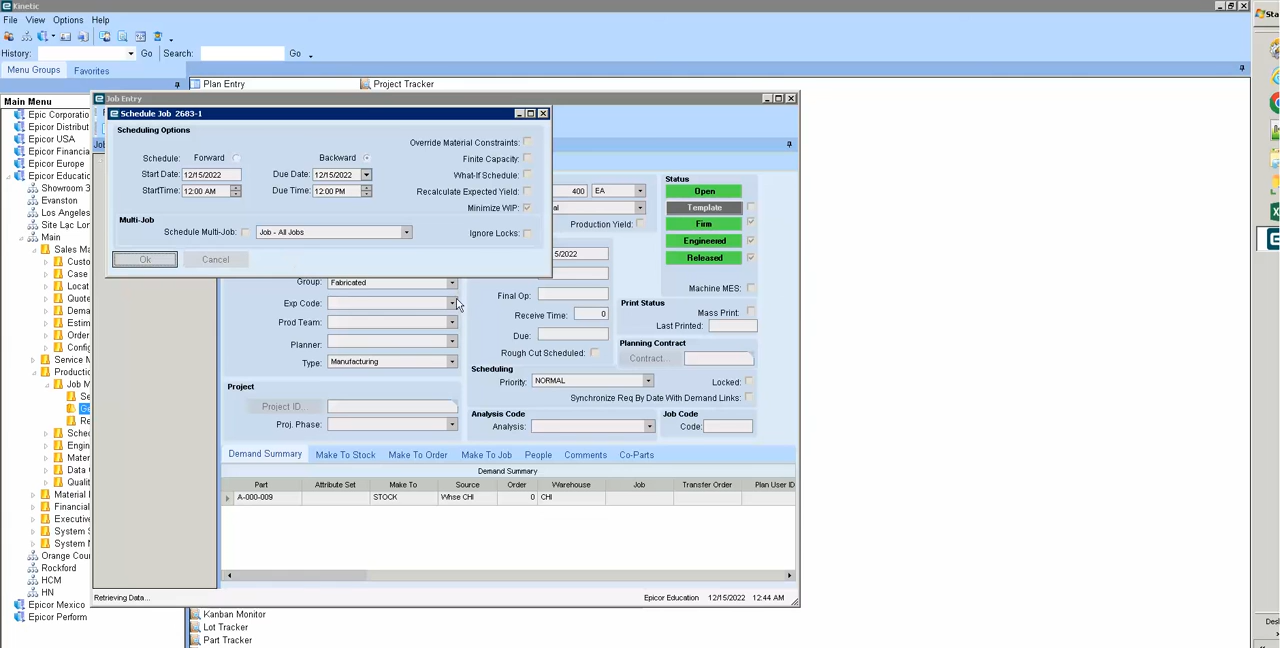 Kinetic
File View Options Help
History: Go Search: Go
Menu Groups Favorites
Main Menu
Epic Corporatio
Epicor Distribut
Epicor USA
Epicor Financia
Epicor Europe
Epicor Educatio
Showroom 3
Evanston
Los Angeles
Site Lac Lor
Main
Sales Ma
Custo
Case
Locat
Quote
Dema
Estim
Order
Config
Service M
Production
Job M
Se
Ge
Re
Sched
Engin
Mater
Data
Qualit
Material
Financial
Executive
System S
System M
Orange Cou
Rockford
HCM
HN
Epicor Mexico
Epicor Perform
Plan Entry Project Tracker
Job Entry
Schedule Job 2683-1
Scheduling Options
Override Material Constraints:
Schedule: Forward Backward Finite Capacity:
Start Date: 12/15/2022 Due Date: 12/15/2022 What-If Schedule:
StartTime: 12:00 AM Due Time: 12:00 PM Recalculate Expected Yield:
Minimize WIP:
Multi-Job
Schedule Multi-Job: Job - All Jobs Ignore Locks:
Ok Cancel
400 EA
al
Production Yield:
5/2022
Status
Open
Template
Firm
Engineered
Released
Machine MES:
Group: Fabricated
Exp Code:
Prod Team:
Planner:
Type: Manufacturing
Final Op:
Receive Time: 0
Due:
Rough Cut Scheduled:
Print Status
Mass Print:
Last Printed:
Planning Contract
Contract...
Scheduling
Priority: NORMAL Locked:
Synchronize Req By Date With Demand Links:
Project
Project ID...
Proj. Phase:
Analysis Code
Analysis:
Job Code
Code:
Demand Summary Make To Stock Make To Order Make To Job People Comments Co-Parts
Demand Summary
Part Attribute Set Make To Source Order Warehouse Job Transfer Order Plan User ID
A-000-009 STOCK Whse CHI 0 CHI
Retrieving Data... Epicor Education 12/15/2022 12:44 AM
Kanban Monitor
Lot Tracker
Part Tracker
Sta
Des